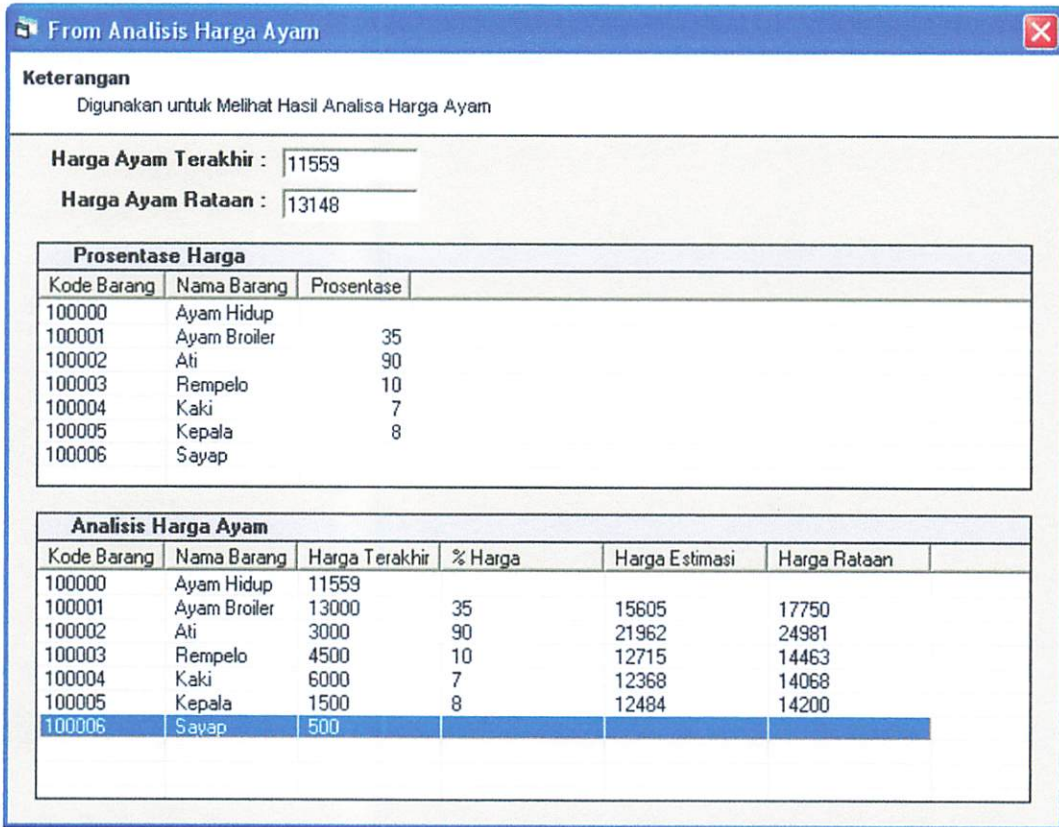 From Analisis Harga Ayam
Keterangan
Digunakan untuk Melihat Hasil Analisa Harga Ayam
Harga Ayam Terakhir : 11559
Harga Ayam Rataan : 13148
Prosentase Harga
Kode Barang Nama Barang Prosentase
100000 Ayam Hidup
100001 Ayam Broiler 35
100002 Ati 90
100003 Rempelo 10
100004 Kaki 7
100005 Kepala 8
100006 Sayap
Analisis Harga Ayam
Kode Barang Nama Barang Harga Terakhir % Harga Harga Estimasi Harga Rataan
100000 Ayam Hidup 11559
100001 Ayam Broiler 13000 35 15605 17750
100002 Ati 3000 90 21962 24981
100003 Rempelo 4500 10 12715 14463
100004 Kaki 6000 7 12368 14068
100005 Kepala 1500 8 12484 14200
100006 Sayap 500